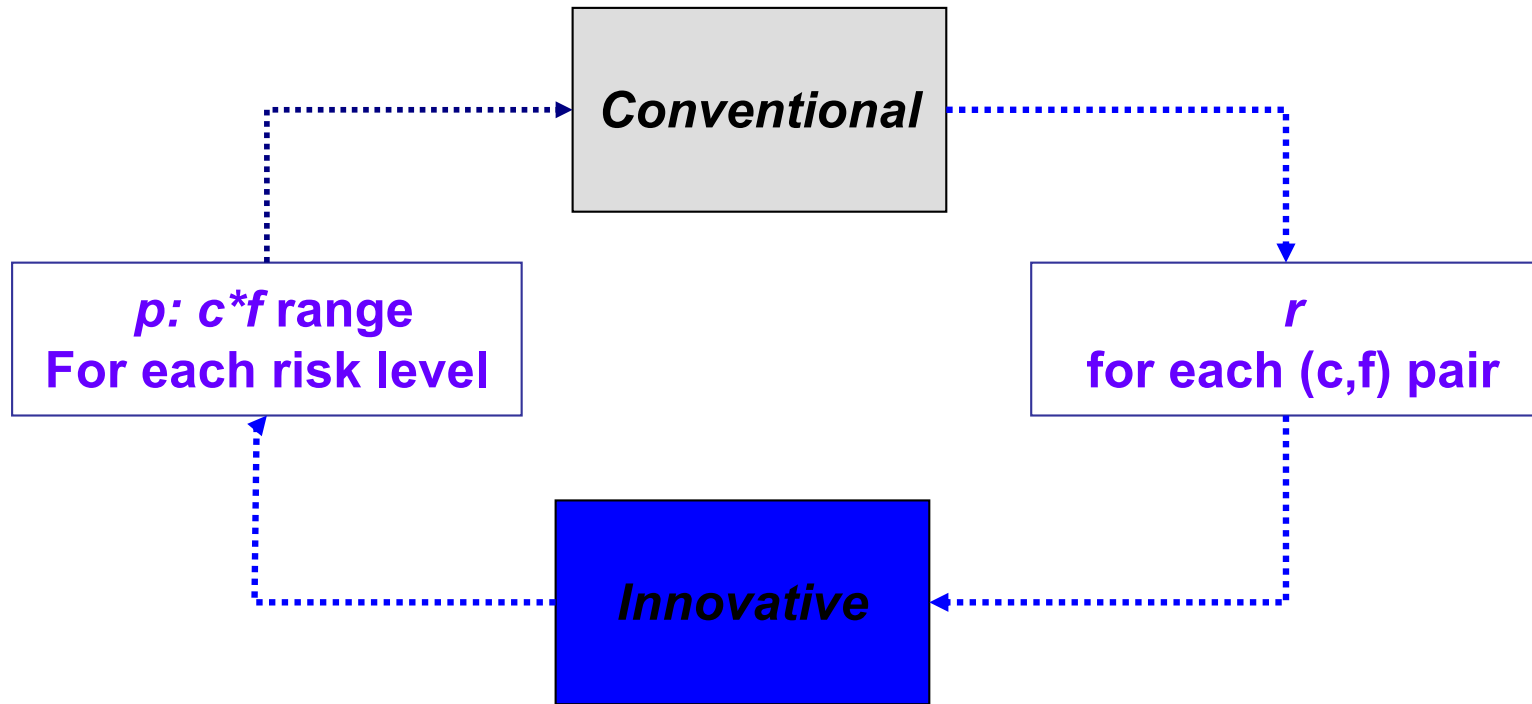 Conventional
p: c*f range
For each risk level
r
for each (c,f) pair
Innovative